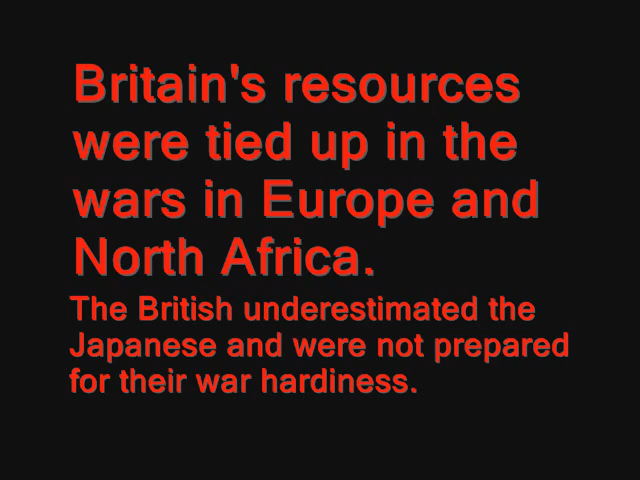 Britain's resources
were tied up in the
wars in Europe and
North Africa.
The British underestimated the
Japanese and were not prepared
for their war hardiness.